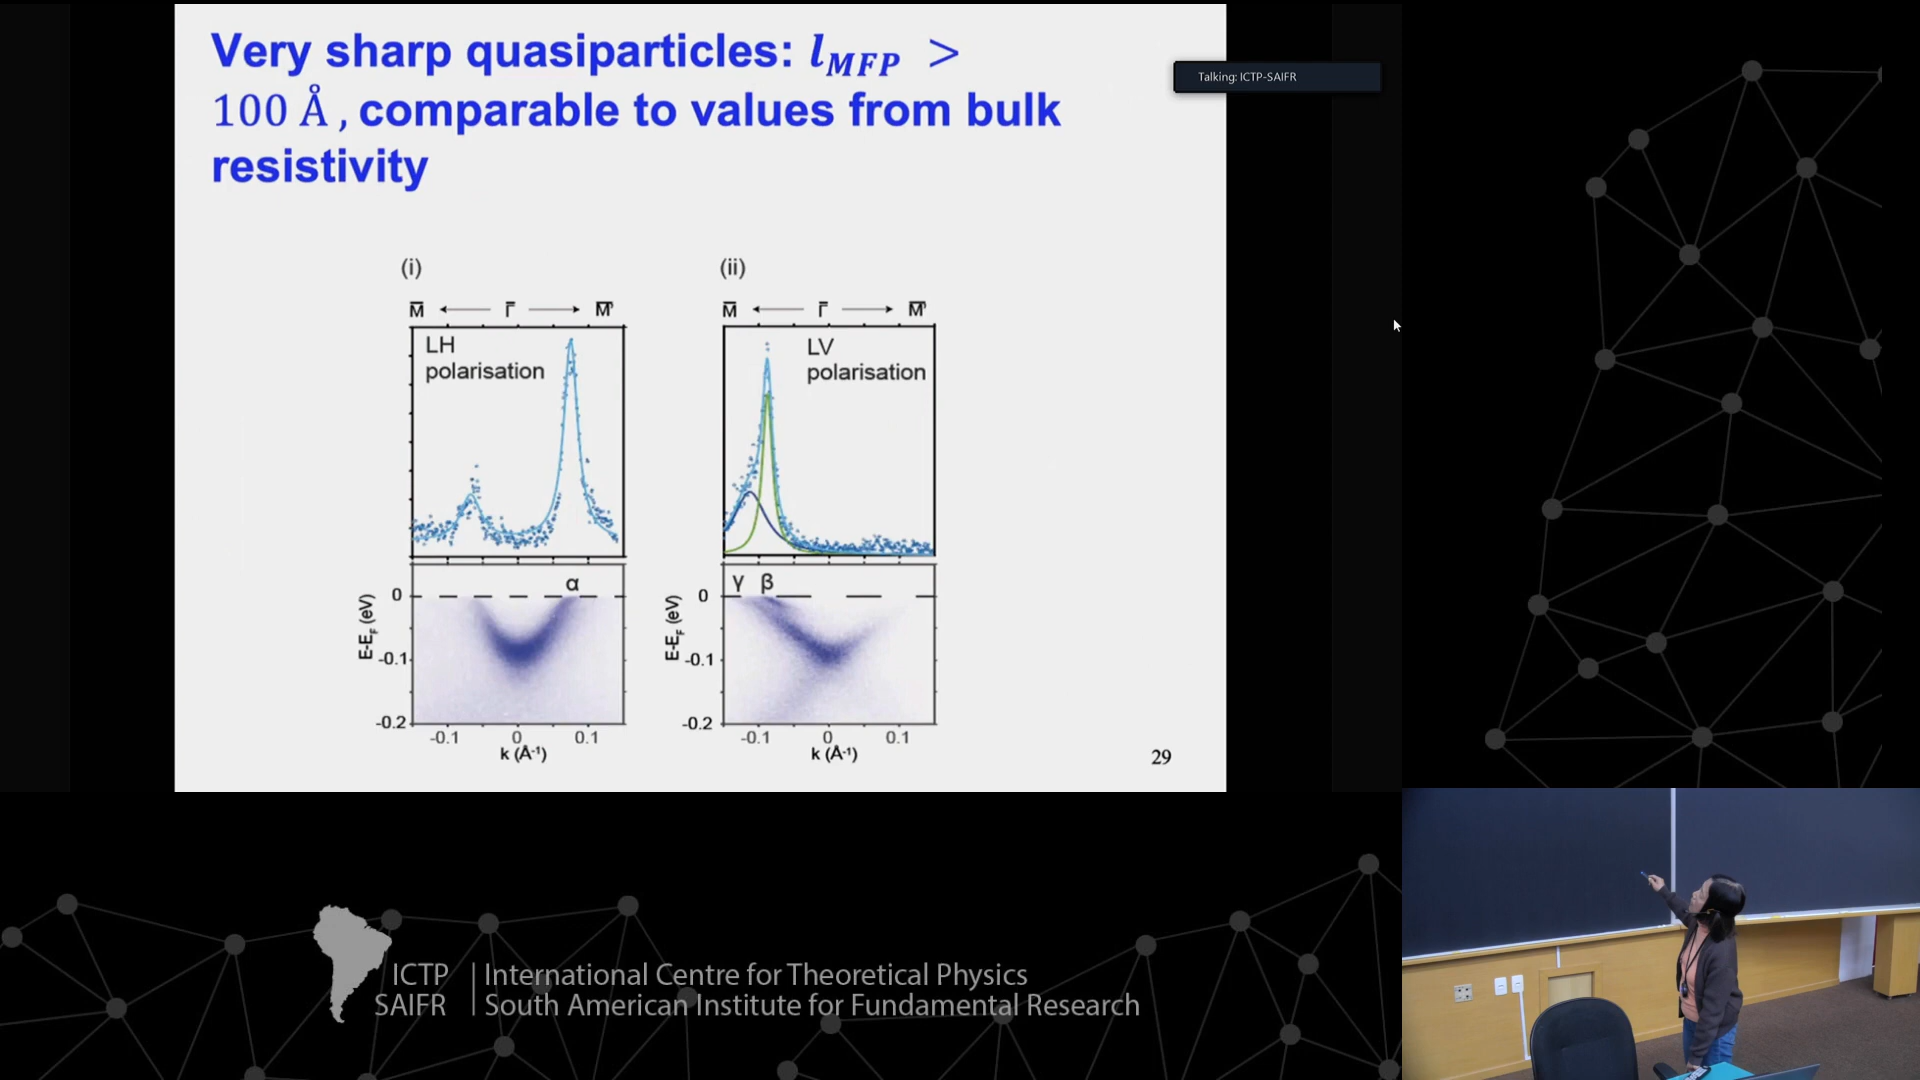 Very sharp quasiparticles: l_MFP >
100 Å, comparable to values from bulk
resistivity
Talking: ICTP-SAIFR
(i)
M̅ ← Γ̅ → M̅'
LH
polarisation
α
E-E_F (eV)
0
-0.1
-0.2
-0.1 0 0.1
k (Å⁻¹)
(ii)
M̅ ← Γ̅ → M̅'
LV
polarisation
γ β
E-E_F (eV)
0
-0.1
-0.2
-0.1 0 0.1
k (Å⁻¹)
29
ICTP | International Centre for Theoretical Physics
SAIFR | South American Institute for Fundamental Research